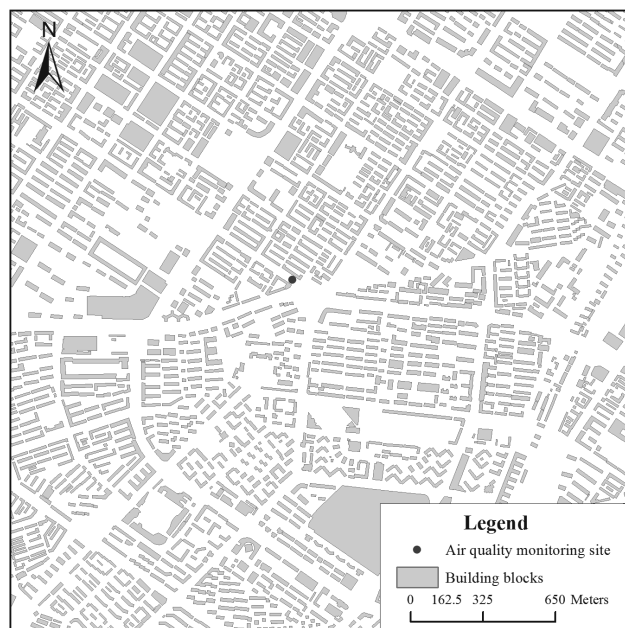 N
Legend
Air quality monitoring site
Building blocks
0 162.5 325 650 Meters